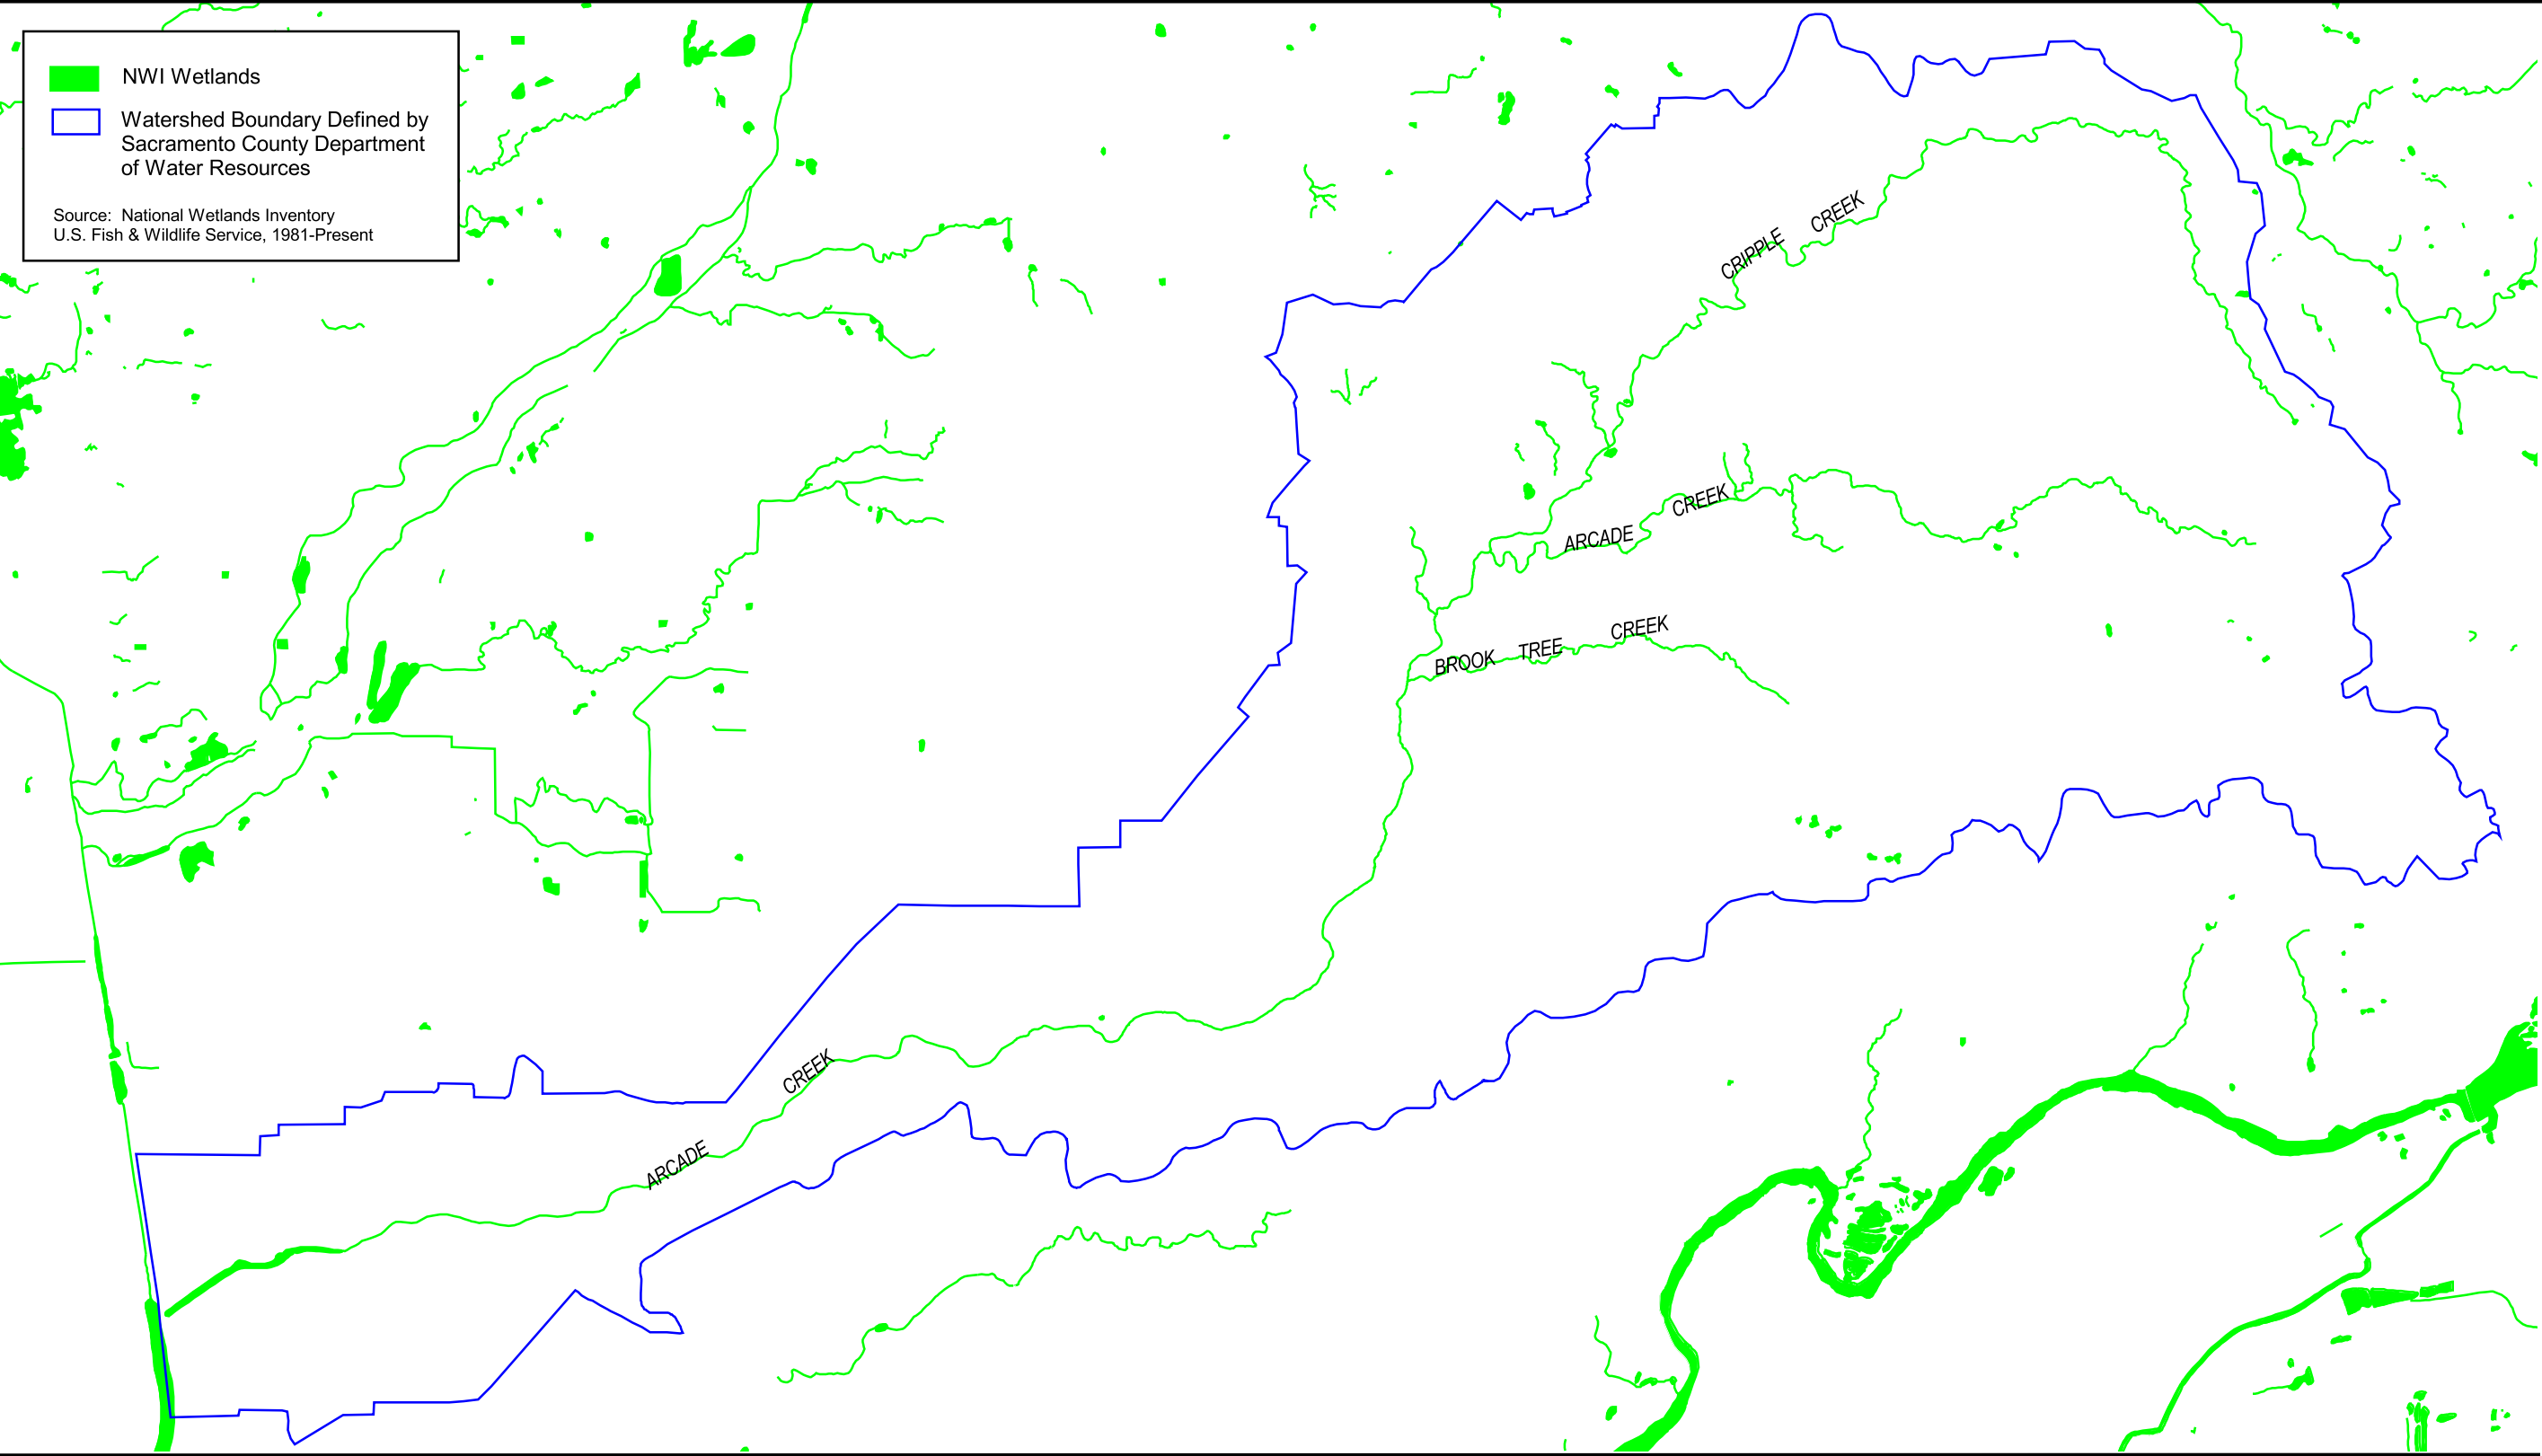 NWI Wetlands
Watershed Boundary Defined by
Sacramento County Department
of Water Resources
Source: National Wetlands Inventory
U.S. Fish & Wildlife Service, 1981-Present
CRIPPLE CREEK
ARCADE CREEK
BROOK TREE CREEK
ARCADE CREEK